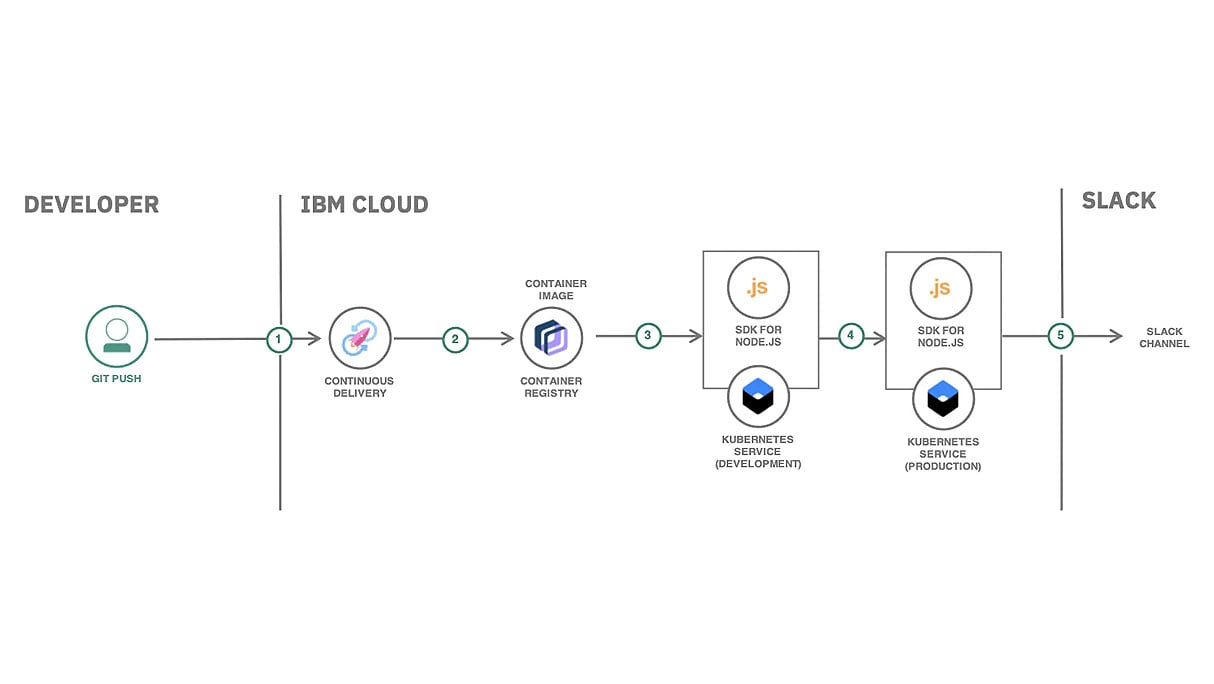 DEVELOPER
IBM CLOUD
SLACK
GIT PUSH
1
CONTINUOUS
DELIVERY
2
CONTAINER
IMAGE
CONTAINER
REGISTRY
3
.js
SDK FOR
NODE.JS
KUBERNETES
SERVICE
(DEVELOPMENT)
4
.js
SDK FOR
NODE.JS
KUBERNETES
SERVICE
(PRODUCTION)
5
SLACK
CHANNEL